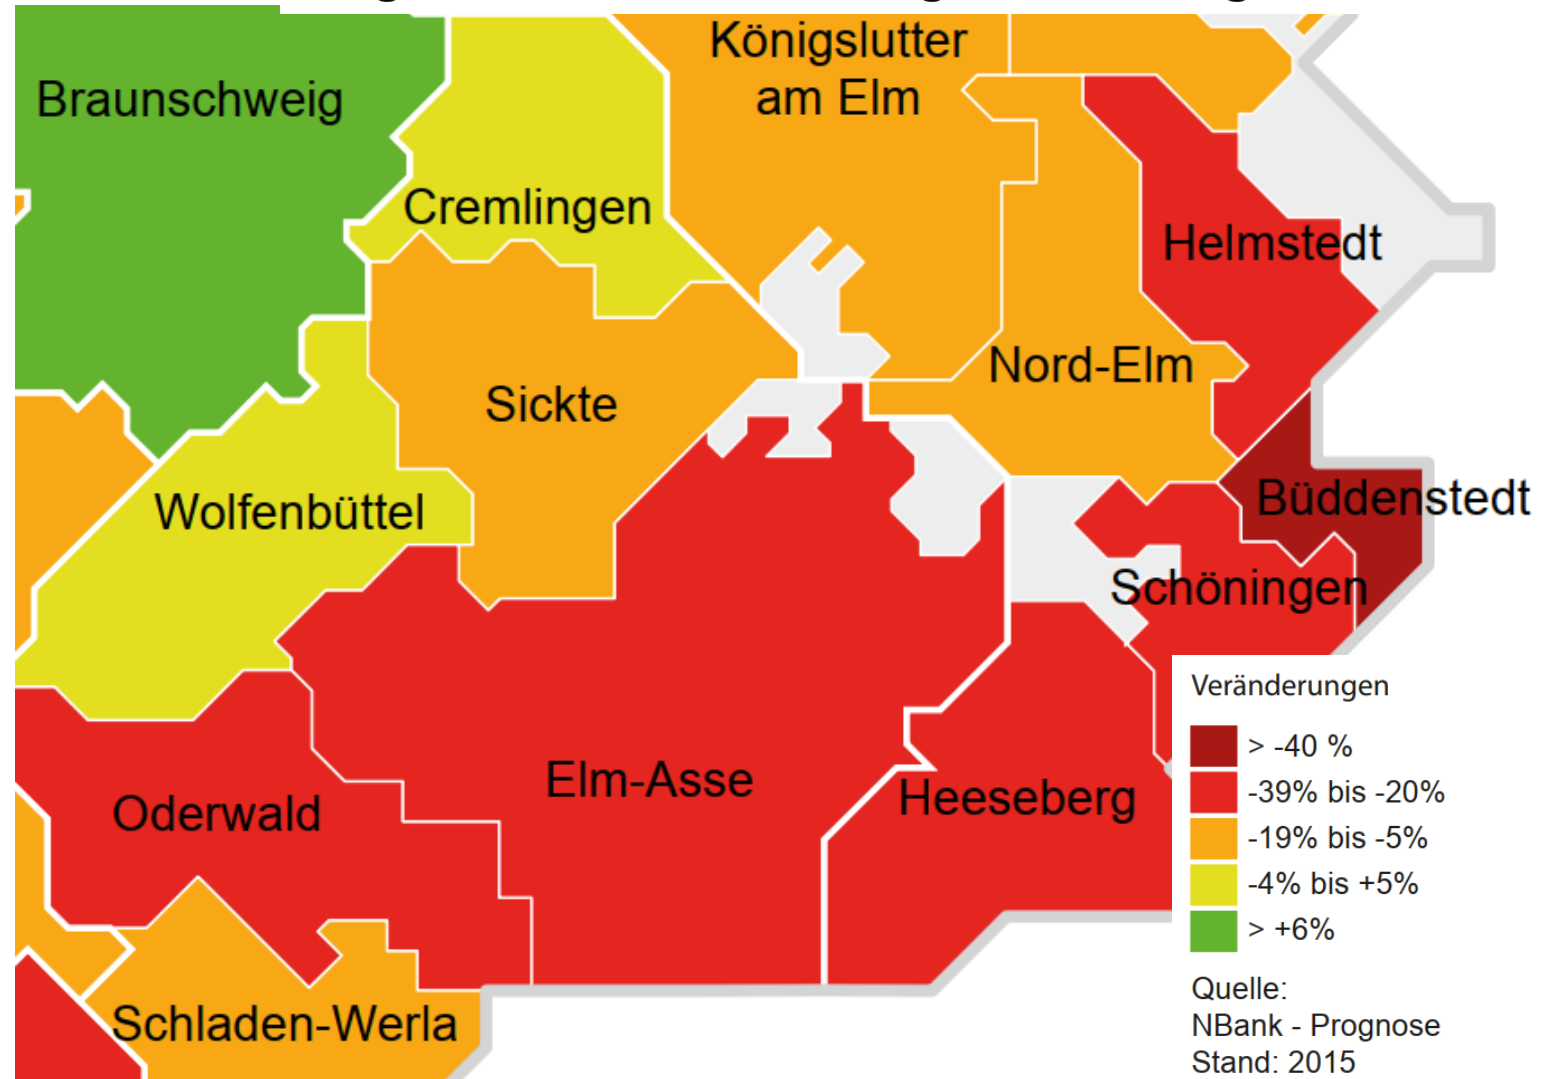 Königslutter
am Elm
Braunschweig
Cremlingen
Helmstedt
Nord-Elm
Sickte
Wolfenbüttel
Büddenstedt
Schöningen
Elm-Asse
Heeseberg
Oderwald
Schladen-Werla
Veränderungen
> -40 %
-39% bis -20%
-19% bis -5%
-4% bis +5%
> +6%
Quelle:
NBank - Prognose
Stand: 2015